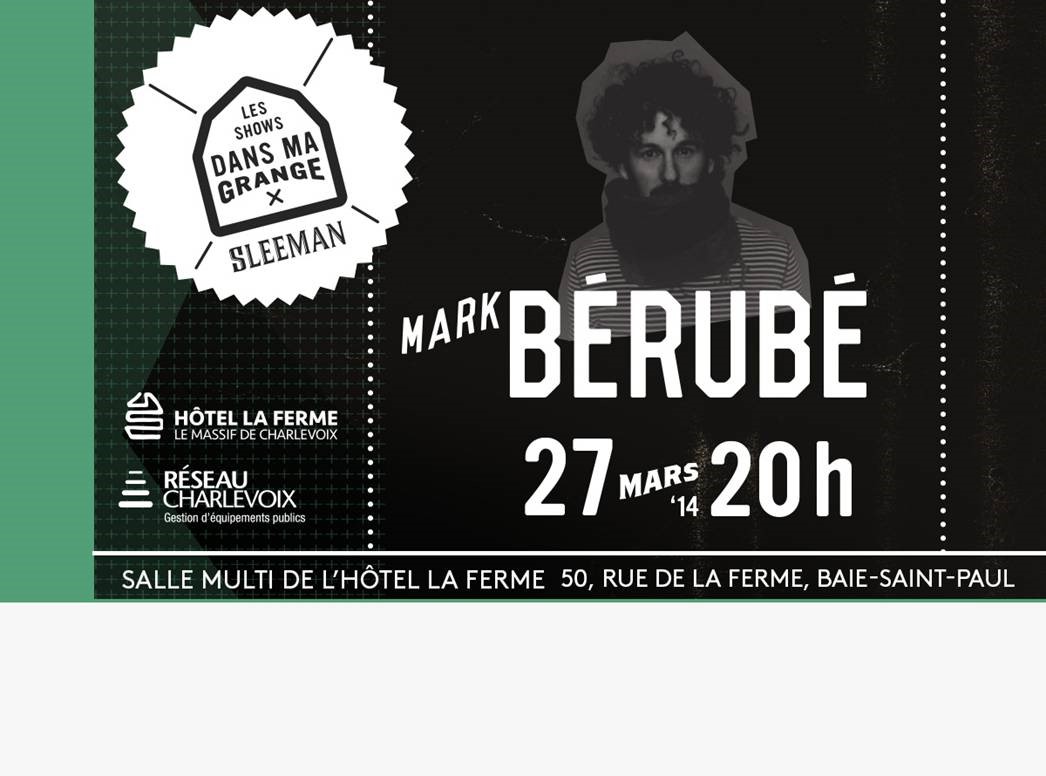 LES
SHOWS
DANS MA
GRANGE
X
SLEEMAN
MARK
BÉRUBÉ
27 MARS '14 20h
HÔTEL LA FERME
LE MASSIF DE CHARLEVOIX
RÉSEAU
CHARLEVOIX
Gestion d'équipements publics
SALLE MULTI DE L'HÔTEL LA FERME 50, RUE DE LA FERME, BAIE-SAINT-PAUL